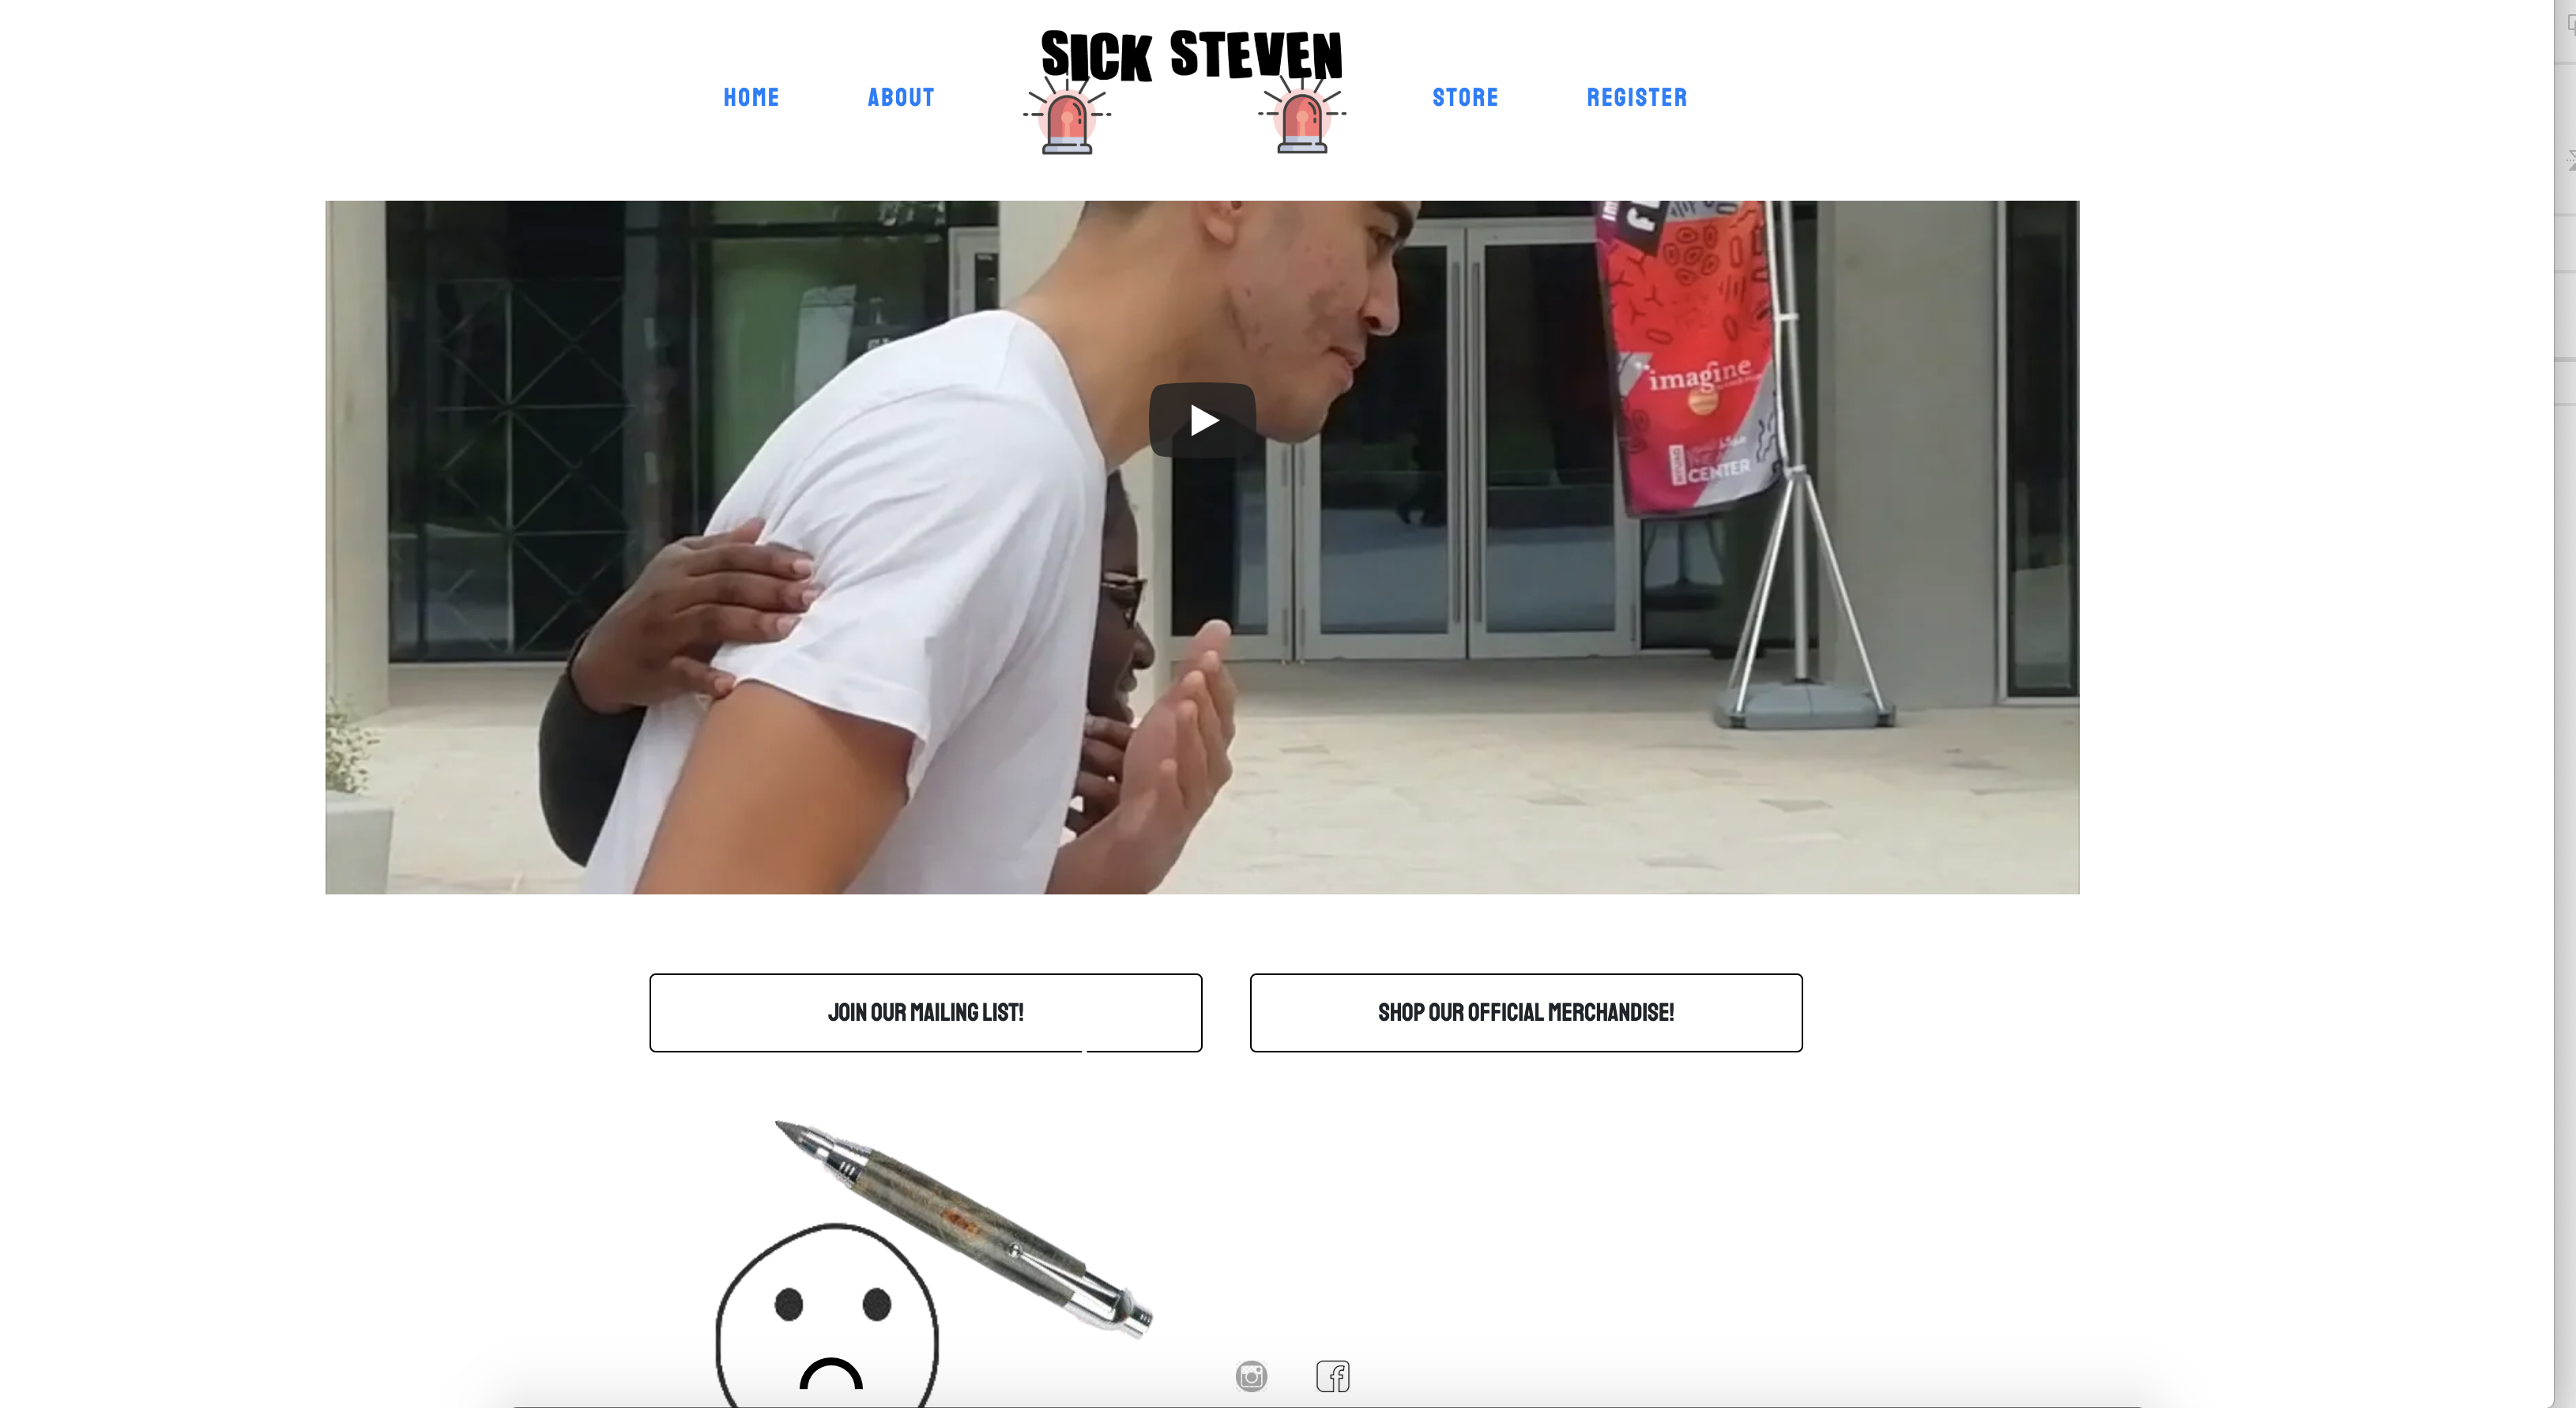 SICK STEVEN
HOME
ABOUT
STORE
REGISTER
imagine
CENTER
JOIN OUR MAILING LIST!
SHOP OUR OFFICIAL MERCHANDISE!